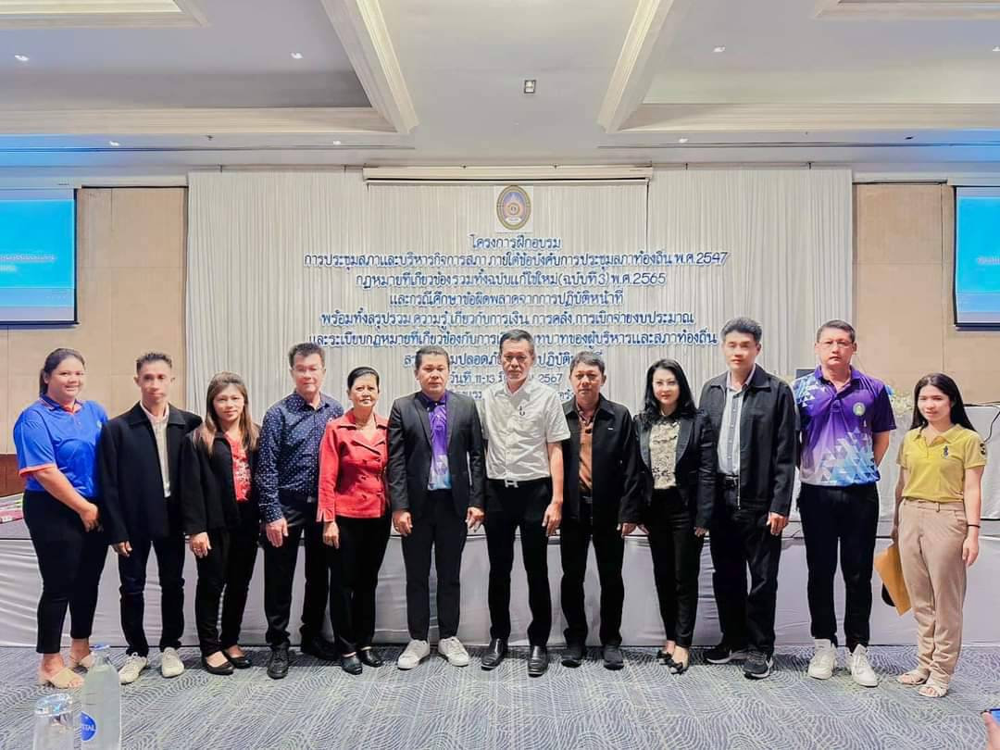 โครงการฝึกอบรม
การประชุมสภาและบริหารกิจการสภา ภายใต้ข้อบังคับการประชุมสภาท้องถิ่น พ.ศ.2547
กฎหมายที่เกี่ยวข้อง รวมทั้งฉบับแก้ไขใหม่ (ฉบับที่ 3) พ.ศ.2565
และกรณีศึกษาข้อผิดพลาดจากการปฏิบัติหน้าที่
พร้อมทั้งสรุปรวม ความรู้ เกี่ยวกับการเงิน การคลัง การเบิกจ่ายงบประมาณ
และระเบียบกฎหมายที่เกี่ยวข้องกับการ บทบาทของผู้บริหารและสภาท้องถิ่น
ปลอดภั ปฏิบัติ
วันที่ 11-13 2567